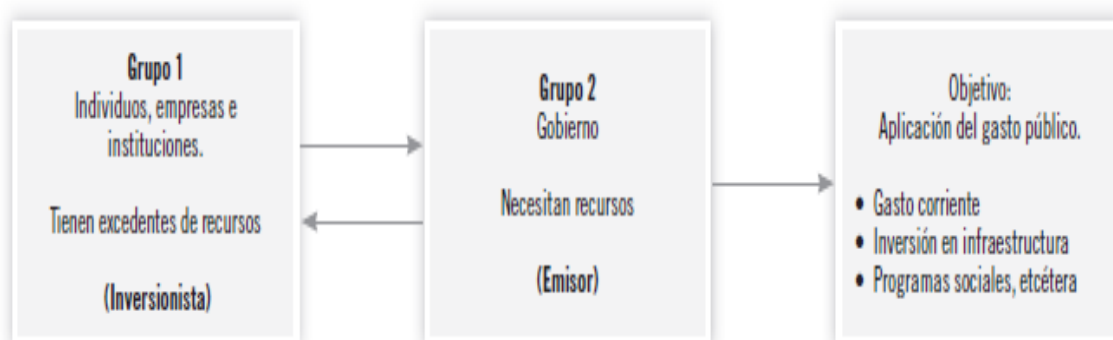 Grupo 1
Individuos, empresas e
instituciones.
Tienen excedentes de recursos
(Inversionista)
Grupo 2
Gobierno
Necesitan recursos
(Emisor)
Objetivo:
Aplicación del gasto público.
• Gasto corriente
• Inversión en infraestructura
• Programas sociales, etcétera